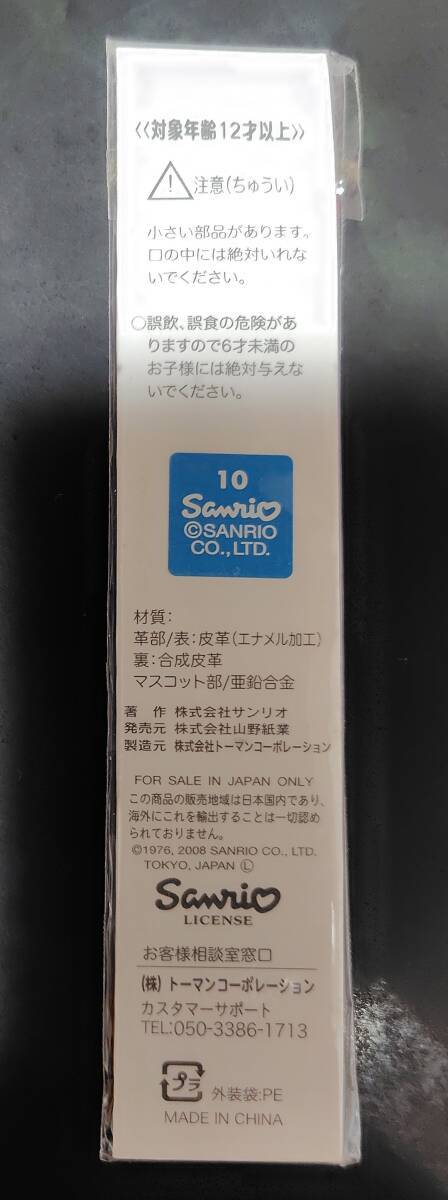 《対象年齢12才以上》
注意(ちゅうい)
小さい部品があります。
口の中には絶対いれな
いでください。
○誤飲、誤食の危険があ
りますので6才未満の
お子様には絶対与えな
いでください。
10
Sanrio
©SANRIO
CO.,LTD.
材質：
革部/表：皮革(エナメル加工)
裏：合成皮革
マスコット部/亜鉛合金
著 作 株式会社サンリオ
発売元 株式会社山野紙業
製造元 株式会社トーマンコーポレーション
FOR SALE IN JAPAN ONLY
この商品の販売地域は日本国内であり、
海外にこれを輸出することは一切認め
られておりません。
©1976, 2008 SANRIO CO., LTD.
TOKYO, JAPAN Ⓛ
Sanrio
LICENSE
お客様相談室窓口
(株) トーマンコーポレーション
カスタマーサポート
TEL:050-3386-1713
プラ 外装袋:PE
MADE IN CHINA